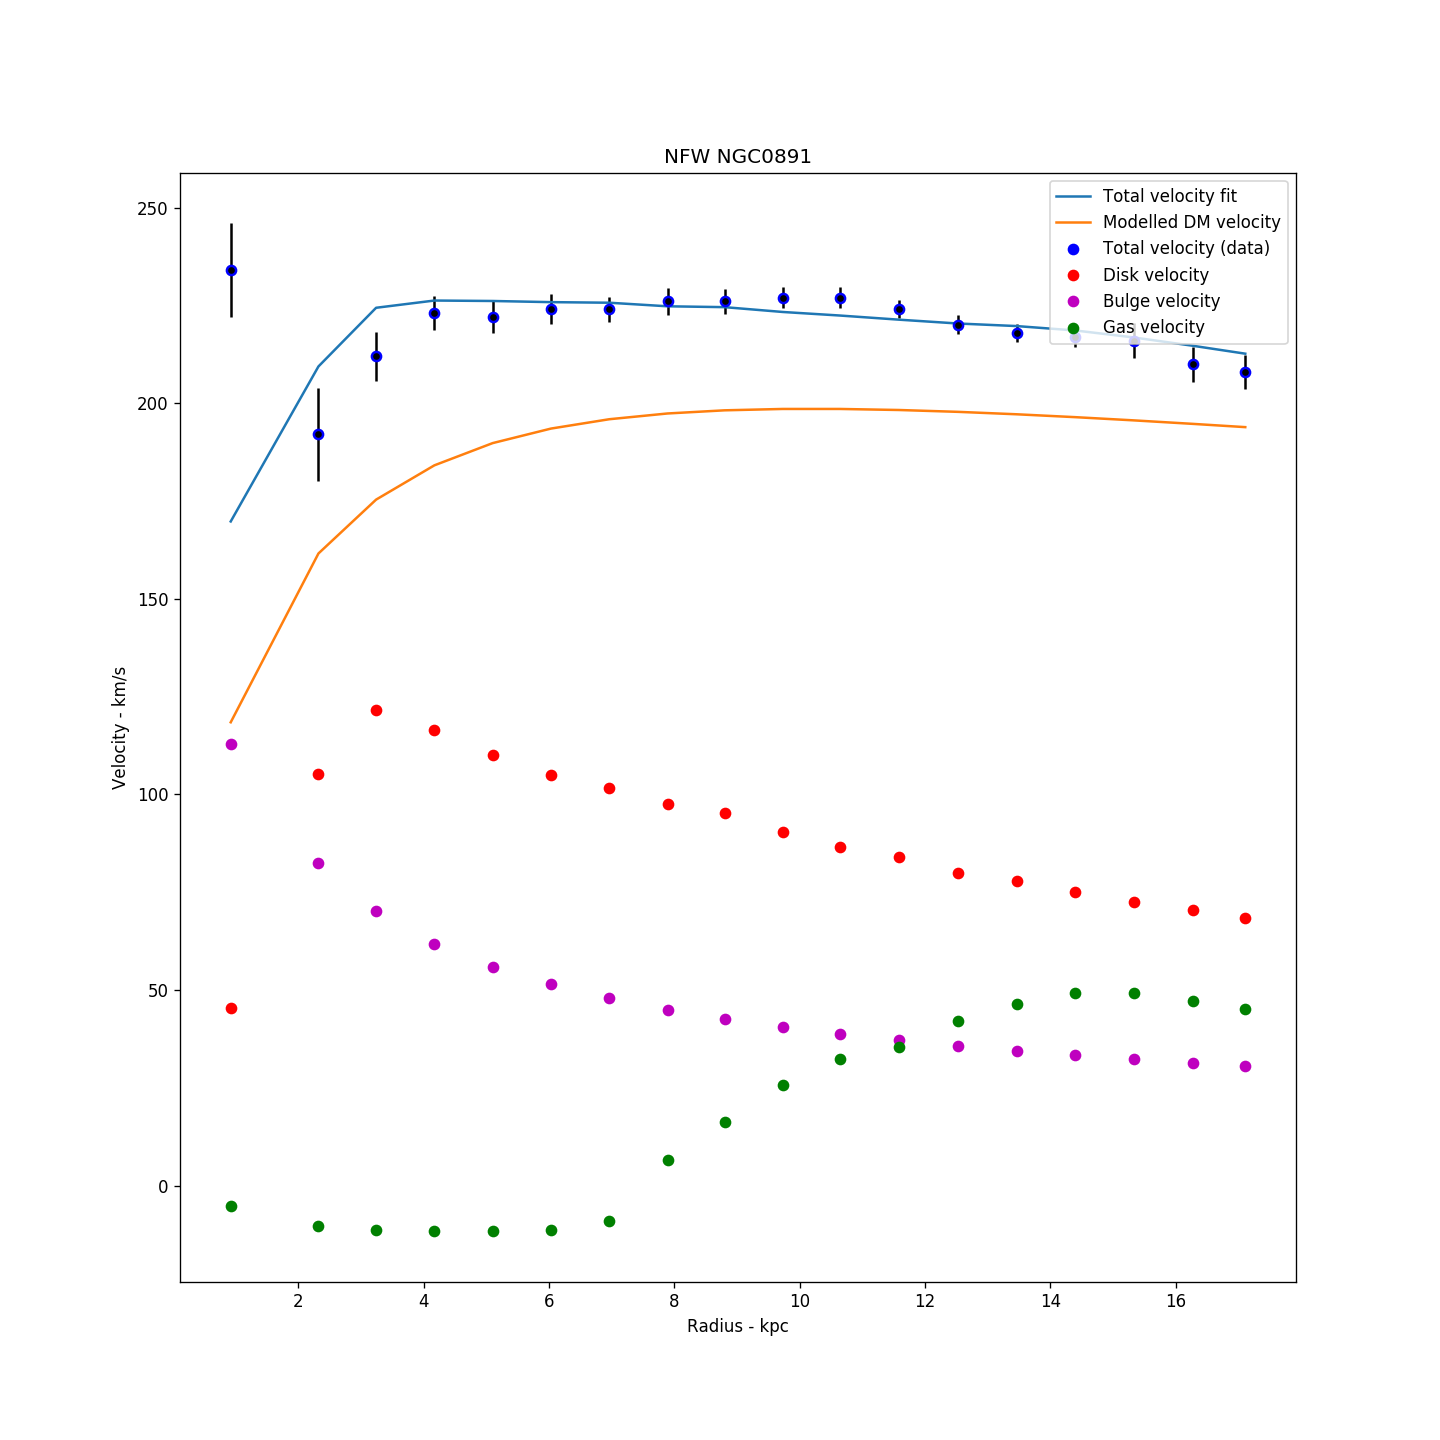 NFW NGC0891
Total velocity fit
Modelled DM velocity
Total velocity (data)
Disk velocity
Bulge velocity
Gas velocity
250
200
150
100
50
0
Velocity - km/s
2 4 6 8 10 12 14 16
Radius - kpc